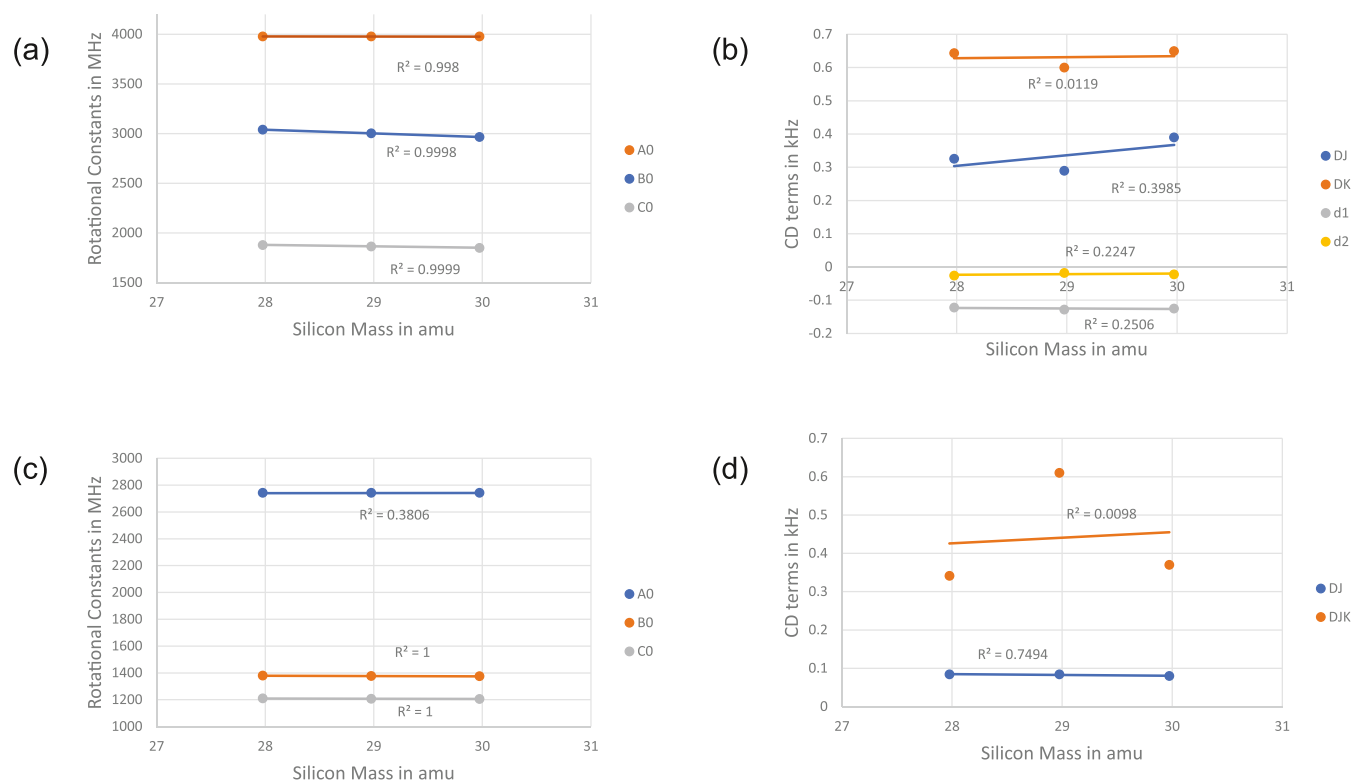 (a)
Rotational Constants in MHz
4000
3500
3000
2500
2000
1500
27
28
29
30
31
Silicon Mass in amu
R² = 0.998
R² = 0.9998
R² = 0.9999
A0
B0
C0
(b)
CD terms in kHz
0.7
0.6
0.5
0.4
0.3
0.2
0.1
0
-0.1
-0.2
27
28
29
30
31
Silicon Mass in amu
R² = 0.0119
R² = 0.3985
R² = 0.2247
R² = 0.2506
DJ
DK
d1
d2
(c)
Rotational Constants in MHz
3000
2800
2600
2400
2200
2000
1800
1600
1400
1200
1000
27
28
29
30
31
Silicon Mass in amu
R² = 0.3806
R² = 1
R² = 1
A0
B0
C0
(d)
CD terms in kHz
0.7
0.6
0.5
0.4
0.3
0.2
0.1
0
27
28
29
30
31
Silicon Mass in amu
R² = 0.0098
R² = 0.7494
DJ
DJK